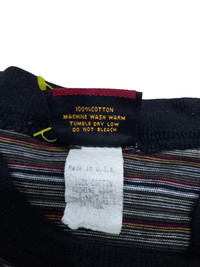 100% COTTON
MACHINE WASH WARM
TUMBLE DRY LOW
DO NOT BLEACH
MADE IN U.S.A.